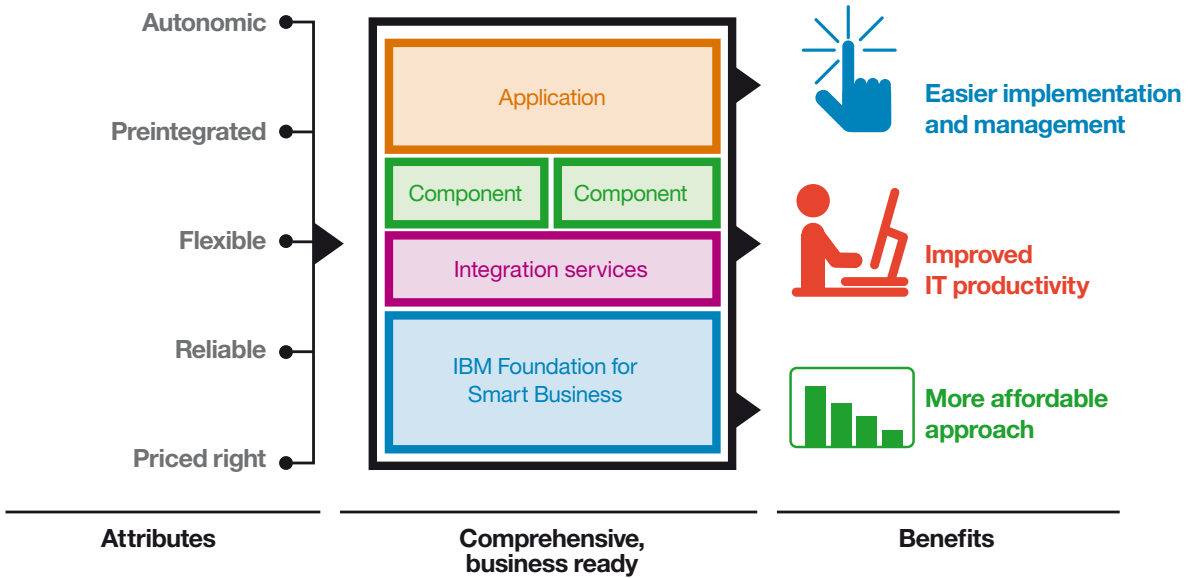 Autonomic
Preintegrated
Flexible
Reliable
Priced right
Application
Component
Component
Integration services
IBM Foundation for
Smart Business
Easier implementation
and management
Improved
IT productivity
More affordable
approach
Attributes
Comprehensive,
business ready
Benefits